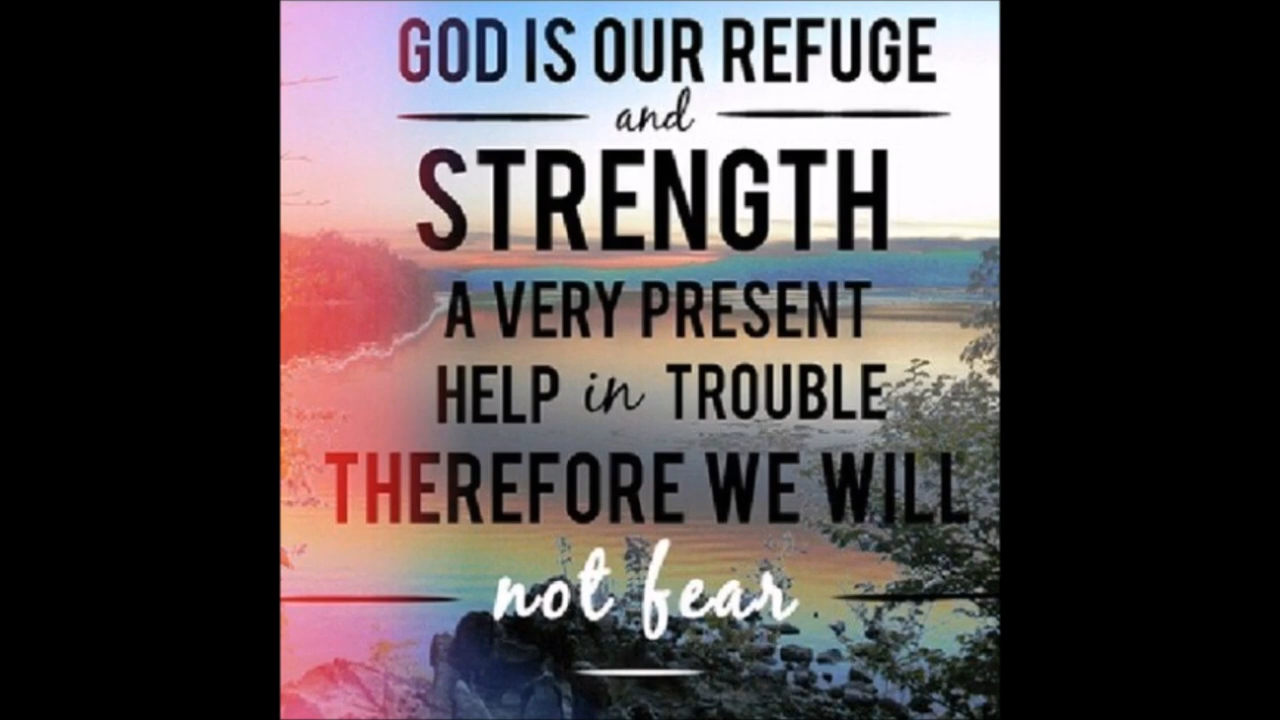 GOD IS OUR REFUGE
and
STRENGTH
A VERY PRESENT
HELP in TROUBLE
THEREFORE WE WILL
not fear